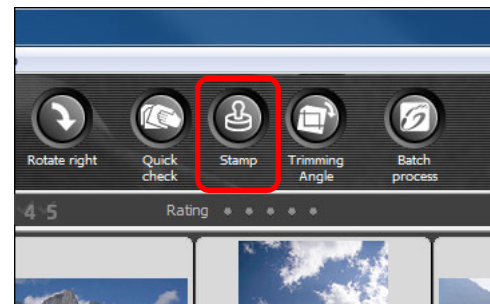 Rotate right
Quick
check
Stamp
Trimming
Angle
Batch
process
4 5 Rating